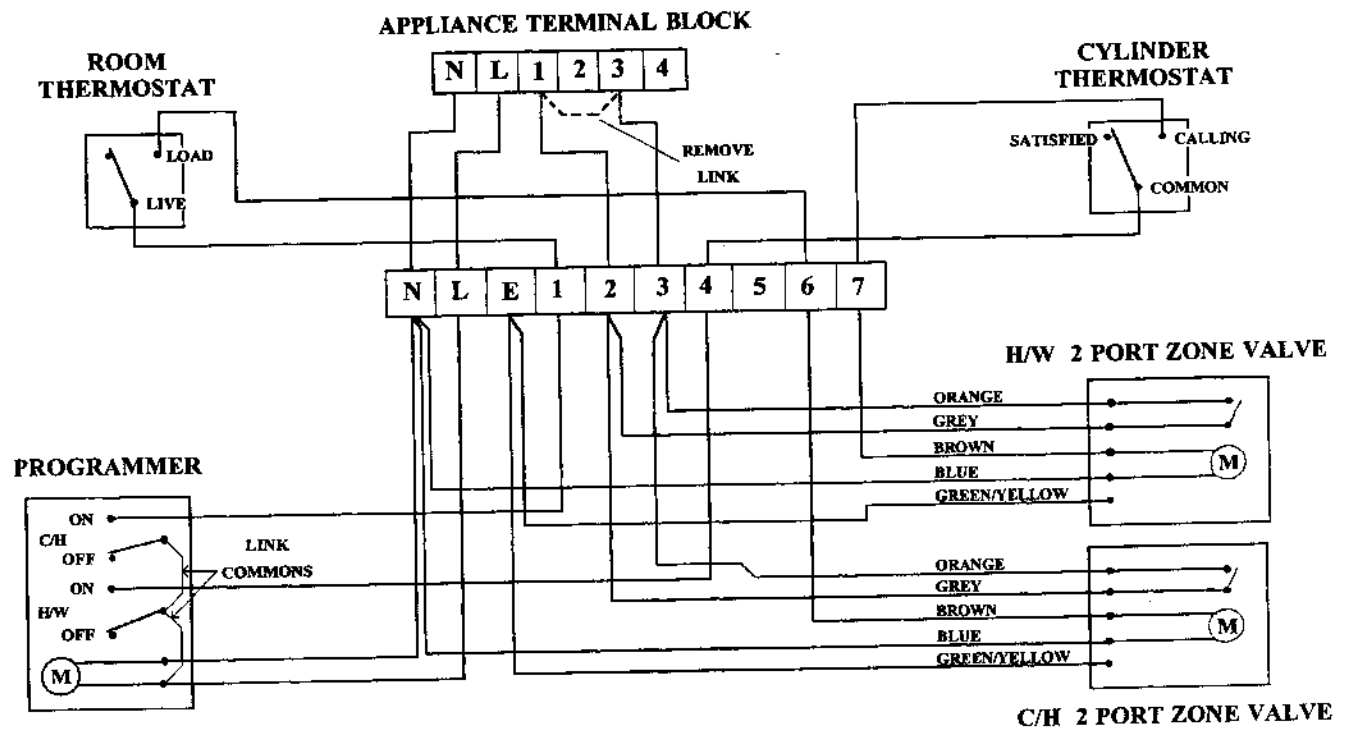 APPLIANCE TERMINAL BLOCK
N L 1 2 3 4
ROOM
THERMOSTAT
LOAD
LIVE
CYLINDER
THERMOSTAT
SATISFIED
CALLING
COMMON
REMOVE
LINK
N L E 1 2 3 4 5 6 7
H/W 2 PORT ZONE VALVE
ORANGE
GREY
BROWN
BLUE
GREEN/YELLOW
M
PROGRAMMER
ON
C/H
OFF
ON
H/W
OFF
M
LINK
COMMONS
ORANGE
GREY
BROWN
BLUE
GREEN/YELLOW
M
C/H 2 PORT ZONE VALVE